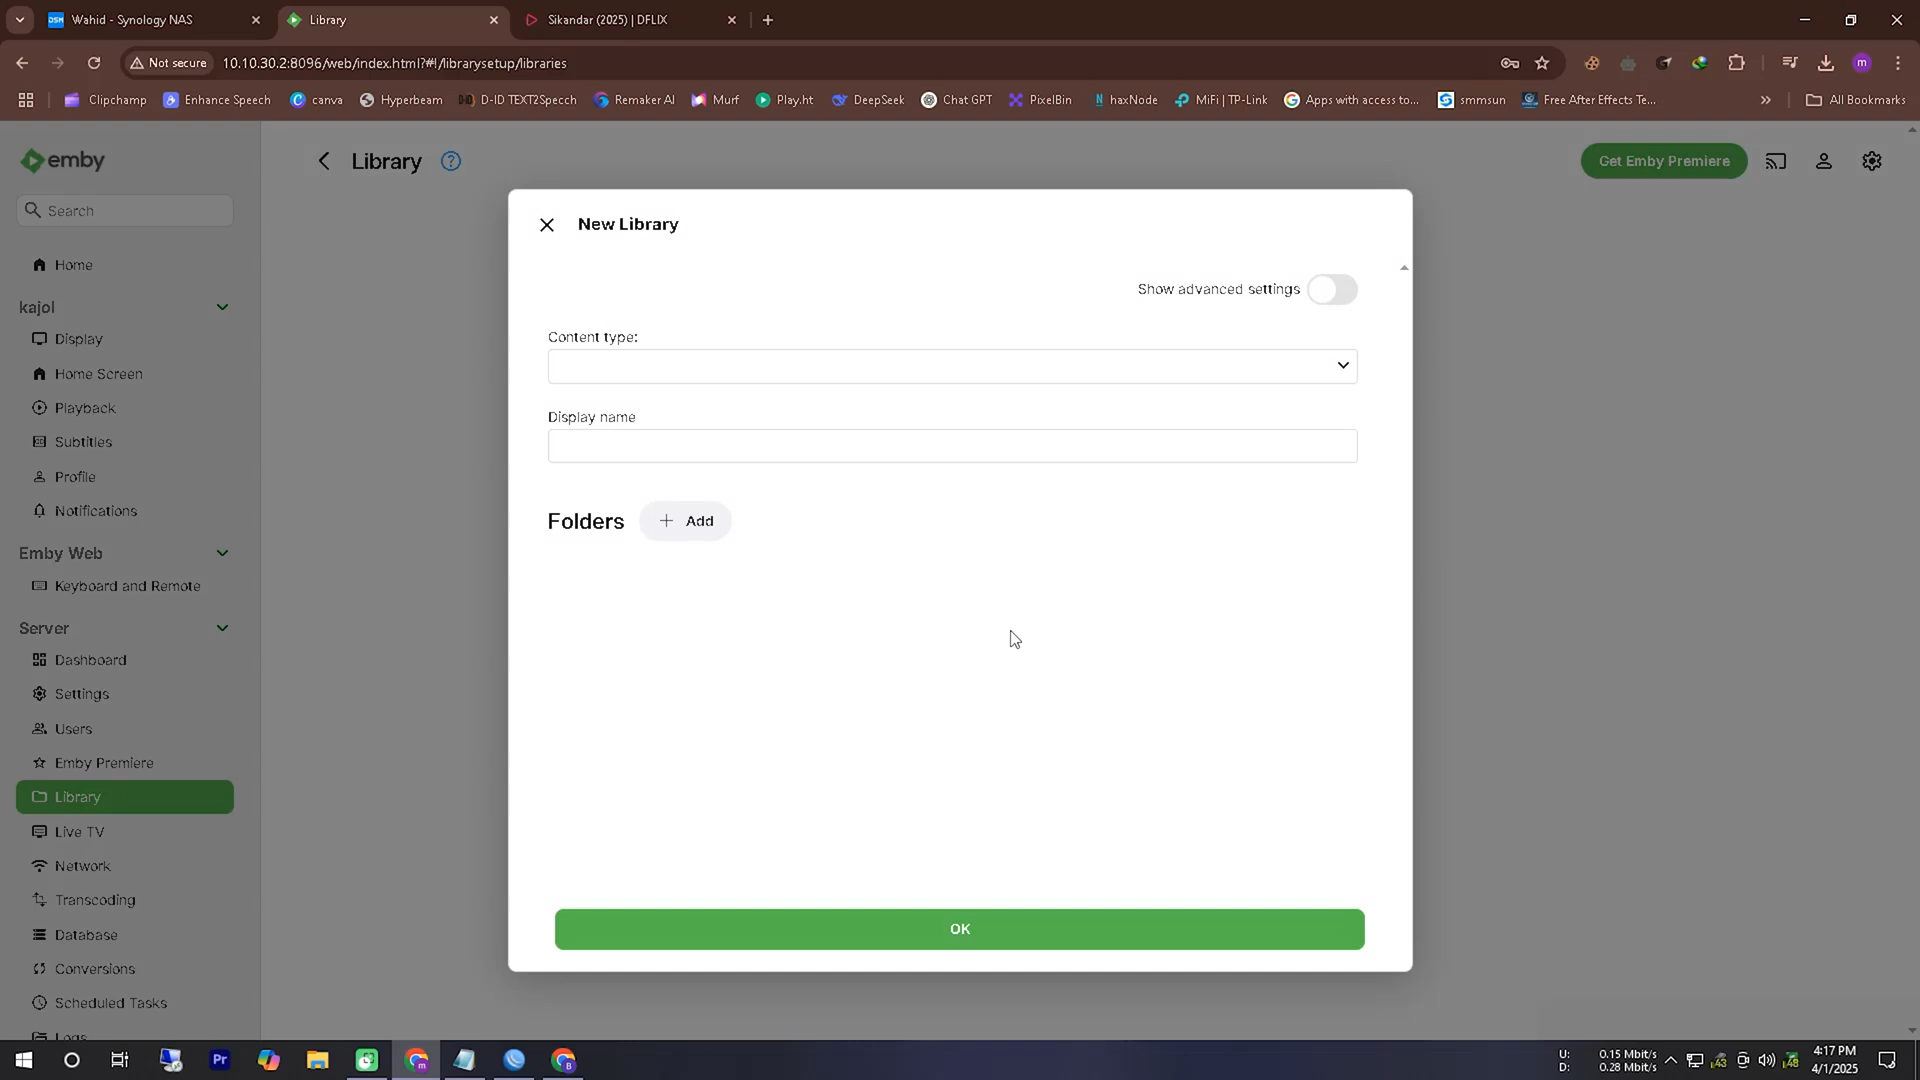 Wahid - Synology NAS
Library
Sikandar (2025) | DFLIX
Not secure
10.10.30.2:8096/web/index.html?#!/librarysetup/libraries
m
Clipchamp
Enhance Speech
canva
Hyperbeam
D-ID TEXT2Specch
Remaker AI
Murf
Play.ht
DeepSeek
Chat GPT
PixelBin
haxNode
MiFi | TP-Link
Apps with access to...
smmsun
Free After Effects Te...
All Bookmarks
emby
Library
Get Emby Premiere
Search
Home
kajol
Display
Home Screen
Playback
Subtitles
Profile
Notifications
Emby Web
Keyboard and Remote
Server
Dashboard
Settings
Users
Emby Premiere
Library
Live TV
Network
Transcoding
Database
Conversions
Scheduled Tasks
Logs
New Library
Show advanced settings
Content type:
Display name
Folders
Add
OK
U: 0.15 Mbit/s
D: 0.28 Mbit/s
43
48
4:17 PM
4/1/2025